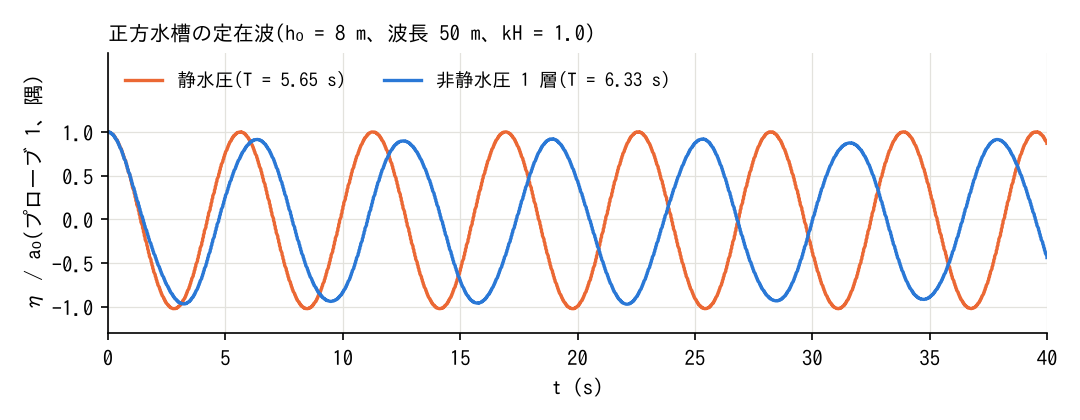 正方水槽の定在波(h₀ = 8 m、波長 50 m、kH = 1.0)
静水圧(T = 5.65 s)
非静水圧 1 層(T = 6.33 s)
η / a₀(プローブ 1、隅)
1.0
0.5
0.0
-0.5
-1.0
0 5 10 15 20 25 30 35 40
t (s)